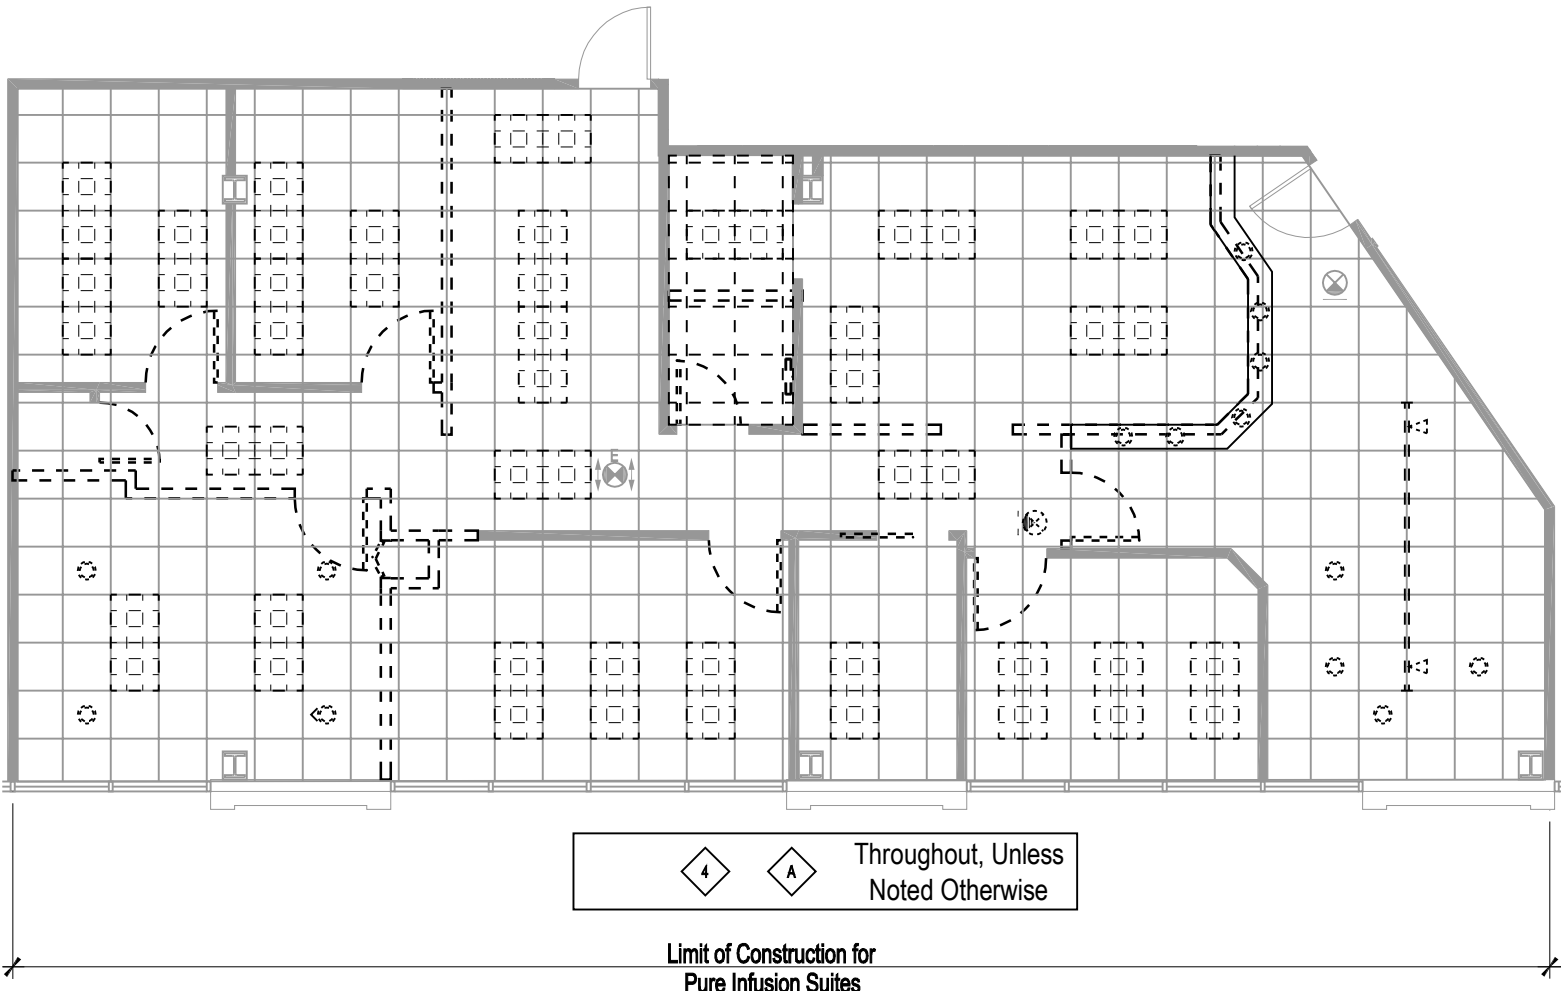 E
4 A Throughout, Unless
Noted Otherwise
Limit of Construction for
Pure Infusion Suites